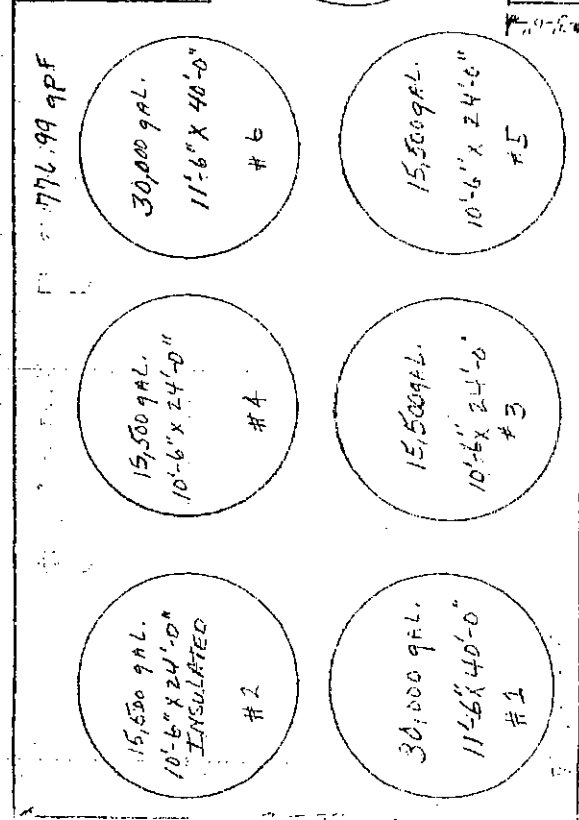 776.99 gPF
30,000 gAL.
11'-6" X 40'-0"
#6
15,500 gAL.
10'-6" X 24'-0"
#5
15,500 gAL.
10'-6" X 24'-0"
#4
15,500 gAL.
10'-6" X 24'-0"
#3
15,500 gAL.
10'-6" X 24'-0"
INSULATED
#2
30,000 gAL.
11'-6" X 40'-0"
#1